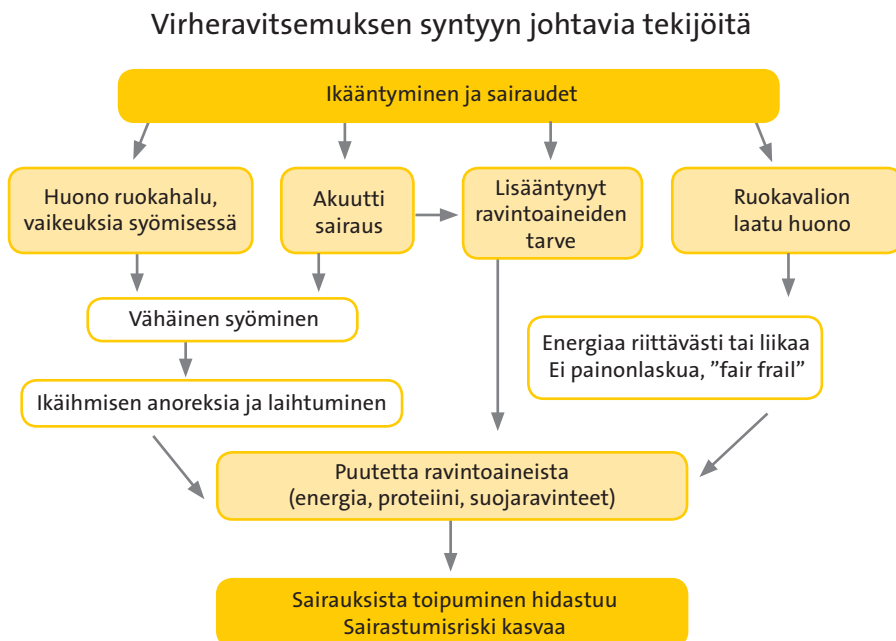 Virheravitsemuksen syntyyn johtavia tekijöitä
Ikääntyminen ja sairaudet
Huono ruokahalu,
vaikeuksia syömisessä
Akuutti
sairaus
Lisääntynyt
ravintoaineiden
tarve
Ruokavalion
laatu huono
Vähäinen syöminen
Energiaa riittävästi tai liikaa
Ei painonlaskua, ”fair frail”
Ikäihmisen anoreksia ja laihtuminen
Puutetta ravintoaineista
(energia, proteiini, suojaravinteet)
Sairauksista toipuminen hidastuu
Sairastumisriski kasvaa